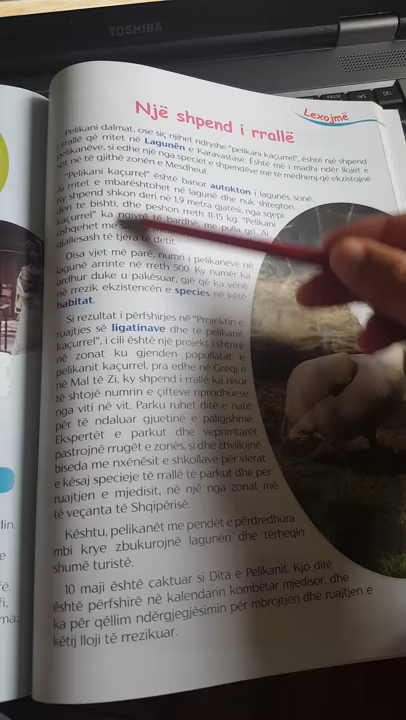 TOSHIBA
PAUSE
INS
DEL
Lexojmë
Një shpend i rrallë
Pelikani dalmat, ose siç njihet ndryshe "pelikani kaçurrel", është një shpend
i rrallë që rritet në Lagunën e Karavastasë. Është më i madhi ndër llojet e
pelikanëve, si edhe një nga speciet e shpendëve më të mëdhenj që ekzistojnë
sot në të gjithë zonën e Mesdheut.
"Pelikani kaçurrel" është banor autokton i lagunës sonë.
Ai rritet e mbarështohet në lagunë dhe nuk shtegton.
Ky shpend shkon deri në 1,9 metra gjatësi, nga sqepi
deri te bishti, dhe peshon rreth 11-15 kg. "Pelikani
kaçurrel" ka ngjyrë të bardhë, me pulla gri. Ai
ushqehet me
gjallesash të tjera të detit.
Disa vjet më parë, numri i pelikanëve në
lagunë arrinte në rreth 500. Ky numër ka
ardhur duke u pakësuar, gjë që ka vënë
në rrezik ekzistencën e species në këtë
habitat.
Si rezultat i përfshirjes në "Projektin e
ruajtjes së ligatinave dhe të pelikanit
kaçurrel", i cili është një projekt i shtrirë
në zonat ku gjenden popullatat e
pelikanit kaçurrel, pra edhe në Greqi e
në Mal të Zi, ky shpend i rrallë ka nisur
të shtojë numrin e çifteve riprodhuese
nga viti në vit. Parku ruhet ditë e natë
për të ndaluar gjuetinë e paligjshme.
Ekspertët e parkut dhe veprimtarët
pastrojnë rrugët e zonës, si dhe zhvillojnë
biseda me nxënësit e shkollave për vlerat
e kësaj specieje të rrallë të parkut dhe për
ruajtjen e mjedisit, në një nga zonat më
të veçanta të Shqipërisë.
Kështu, pelikanët me pendët e përdredhura
mbi krye zbukurojnë lagunën dhe tërheqin
shumë turistë.
10 maji është caktuar si Dita e Pelikanit. Kjo ditë
është përfshirë në kalendarin kombëtar mjedisor, dhe
ka për qëllim ndërgjegjësimin për mbrojtjen dhe ruajtjen e
këtij lloji të rrezikuar.